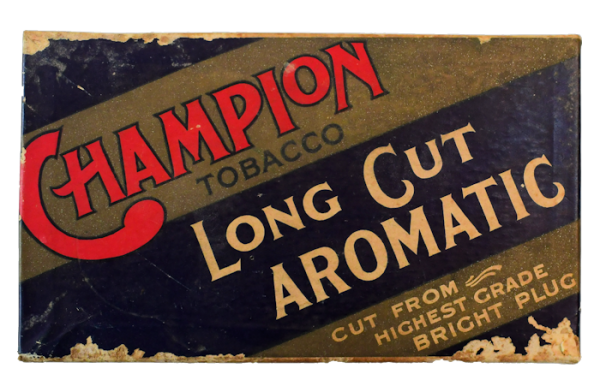 CHAMPION
TOBACCO
LONG CUT
AROMATIC
CUT FROM
HIGHEST GRADE
BRIGHT PLUG